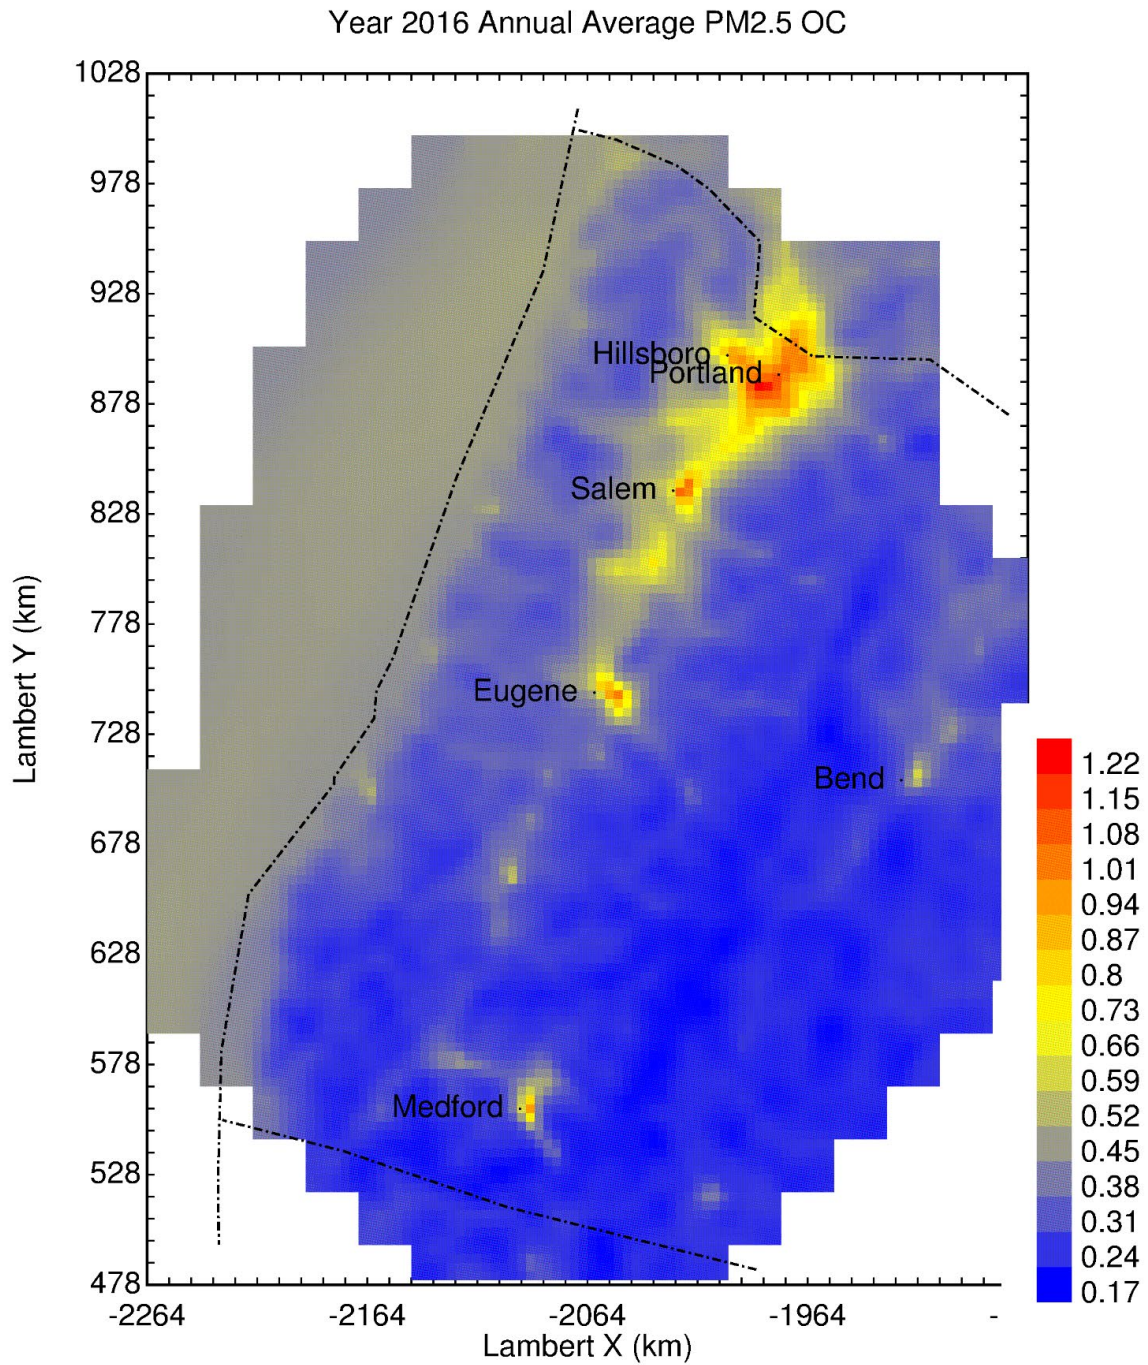 Year 2016 Annual Average PM2.5 OC
1028
978
928
Hillsboro
Portland
878
Salem
828
778
Lambert Y (km)
Eugene
728
Bend
678
628
578
Medford
528
478
1.22
1.15
1.08
1.01
0.94
0.87
0.8
0.73
0.66
0.59
0.52
0.45
0.38
0.31
0.24
0.17
-2264 -2164 -2064 -1964 -
Lambert X (km)